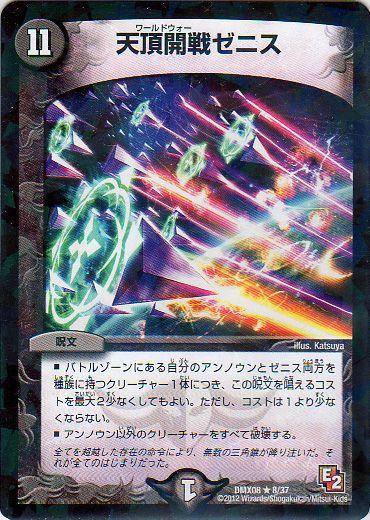 11
ワールドウォー
天頂開戦ゼニス
illus. Katsuya
呪文
■ バトルゾーンにある自分のアンノウンとゼニス両方を
種族に持つクリーチャー1体につき、この呪文を唱えるコス
トを最大2少なくしてもよい。ただし、コストは1より少な
くならない。
■ アンノウン以外のクリーチャーをすべて破壊する。
全てを超越した存在の命令により、無数の三角錐が降り注いだ。そ
れが全てのはじまりだった。
1
E2
DMX08 ★ 8/37
©2012 Wizards/Shogakukan/Mitsui-Kids